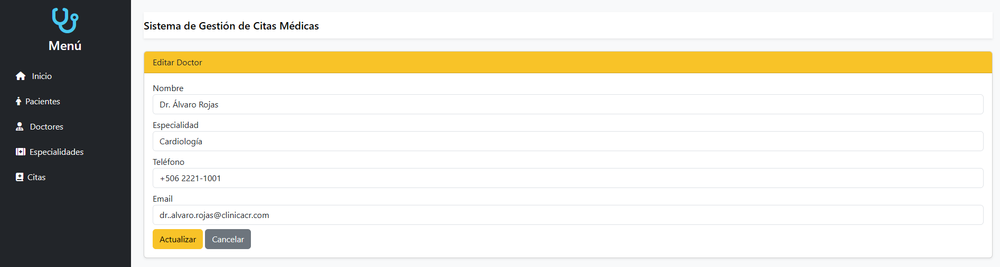 Menú
Inicio
Pacientes
Doctores
Especialidades
Citas
Sistema de Gestión de Citas Médicas
Editar Doctor
Nombre
Dr. Álvaro Rojas
Especialidad
Cardiología
Teléfono
+506 2221-1001
Email
dr..alvaro.rojas@clinicacr.com
Actualizar Cancelar